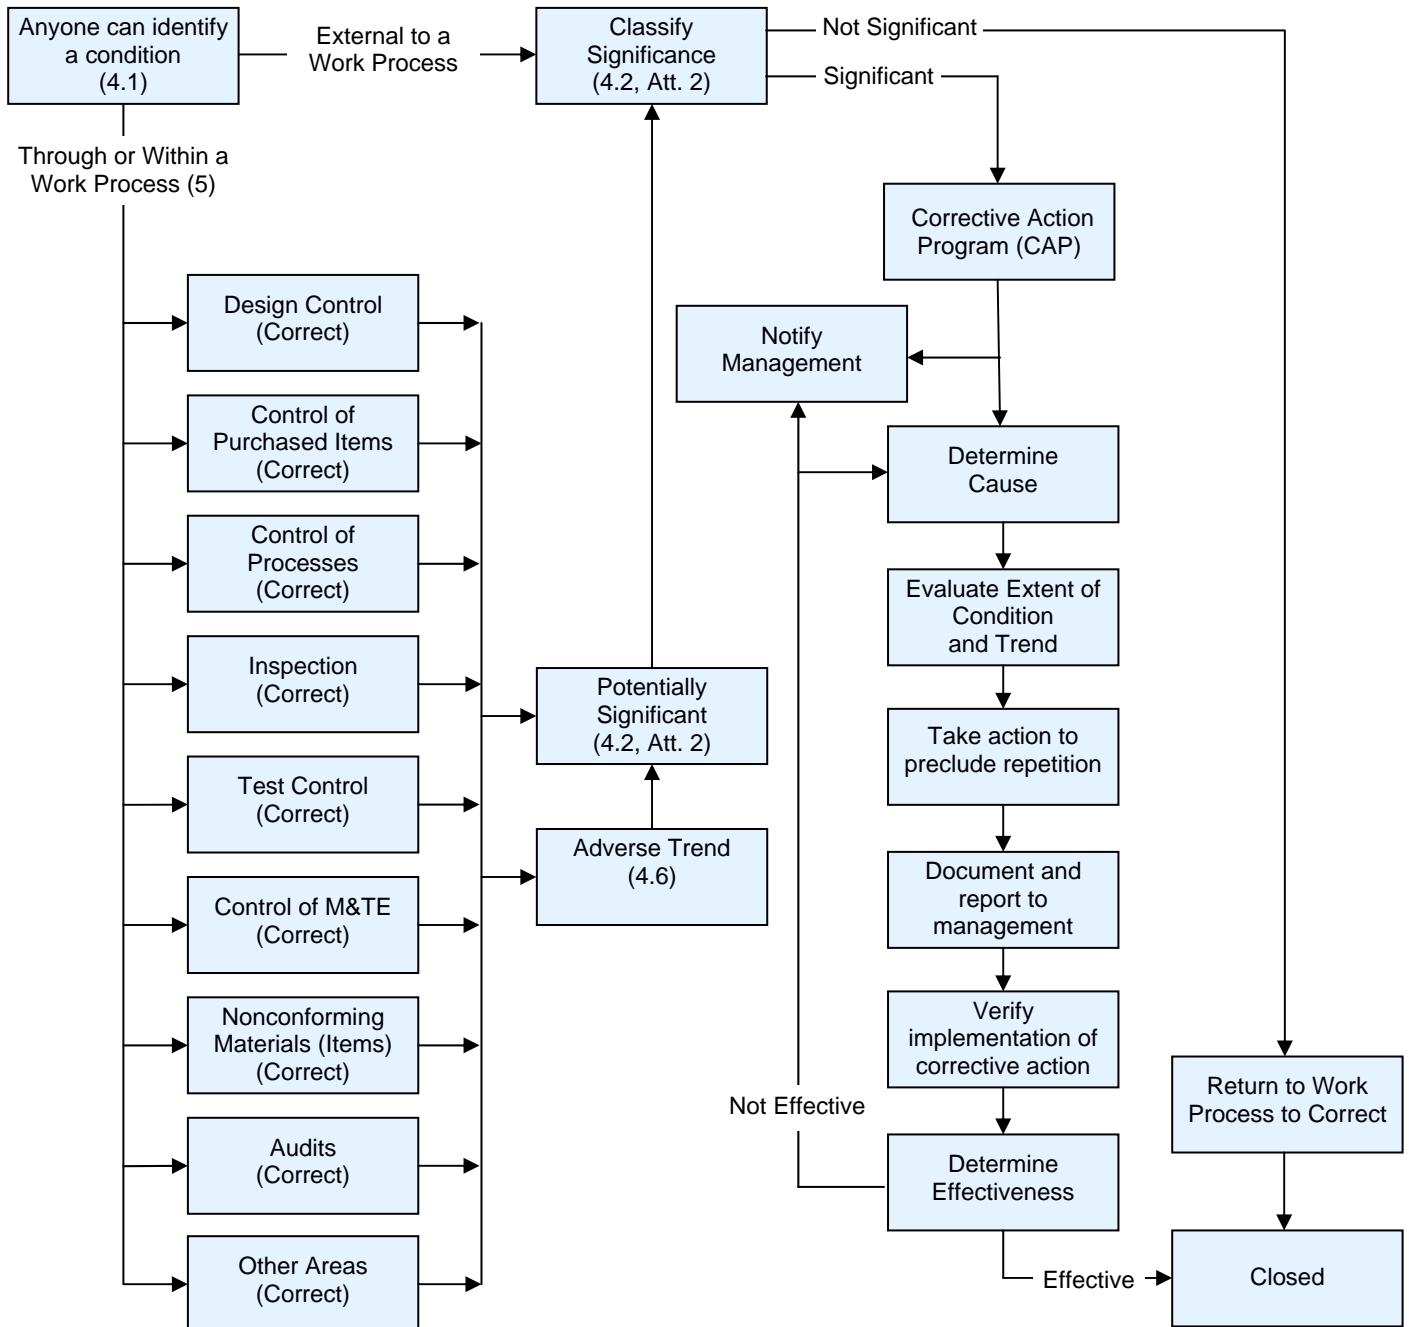 Anyone can identify
a condition
(4.1)
External to a
Work Process
Classify
Significance
(4.2, Att. 2)
Not Significant
Significant
Through or Within a
Work Process (5)
Corrective Action
Program (CAP)
Design Control
(Correct)
Notify
Management
Control of
Purchased Items
(Correct)
Determine
Cause
Control of
Processes
(Correct)
Evaluate Extent of
Condition
and Trend
Inspection
(Correct)
Potentially
Significant
(4.2, Att. 2)
Take action to
preclude repetition
Test Control
(Correct)
Adverse Trend
(4.6)
Document and
report to
management
Control of M&TE
(Correct)
Nonconforming
Materials (Items)
(Correct)
Verify
implementation of
corrective action
Return to Work
Process to Correct
Not Effective
Audits
(Correct)
Determine
Effectiveness
Other Areas
(Correct)
Effective
Closed